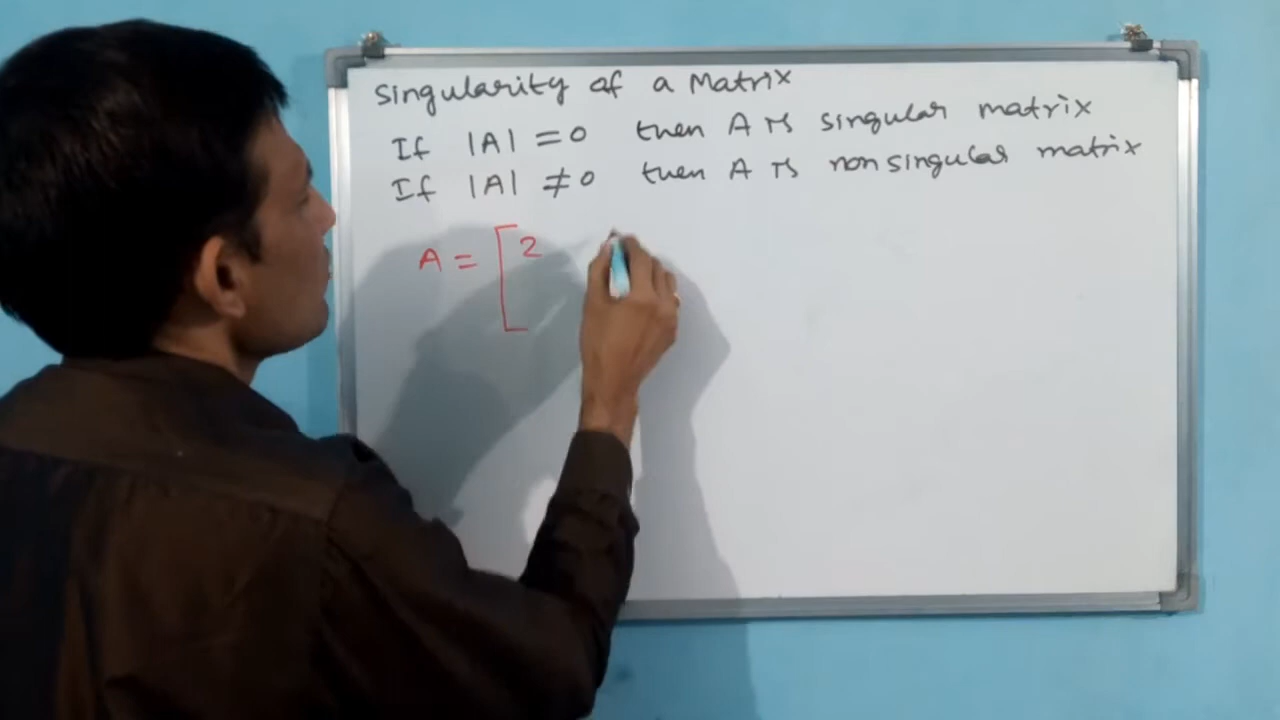 Singularity of a Matrix
If |A| = 0 then A is singular matrix
If |A| ≠ 0 then A is nonsingular matrix
A = [2